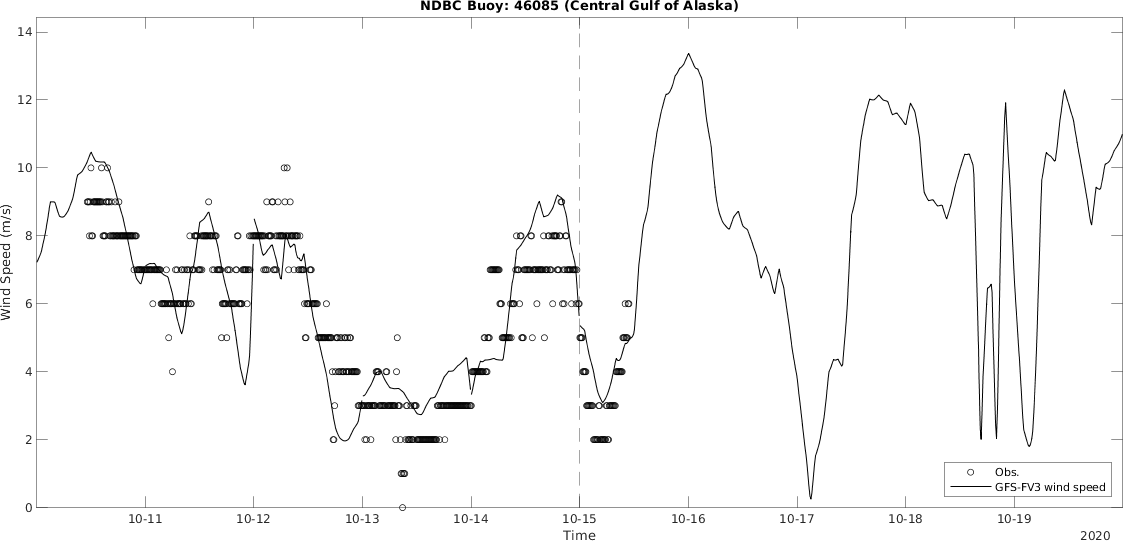 NDBC Buoy: 46085 (Central Gulf of Alaska)
14
12
10
8
6
4
2
0
Wind Speed (m/s)
Obs.
GFS-FV3 wind speed
10-11 10-12 10-13 10-14 10-15 10-16 10-17 10-18 10-19
Time
2020